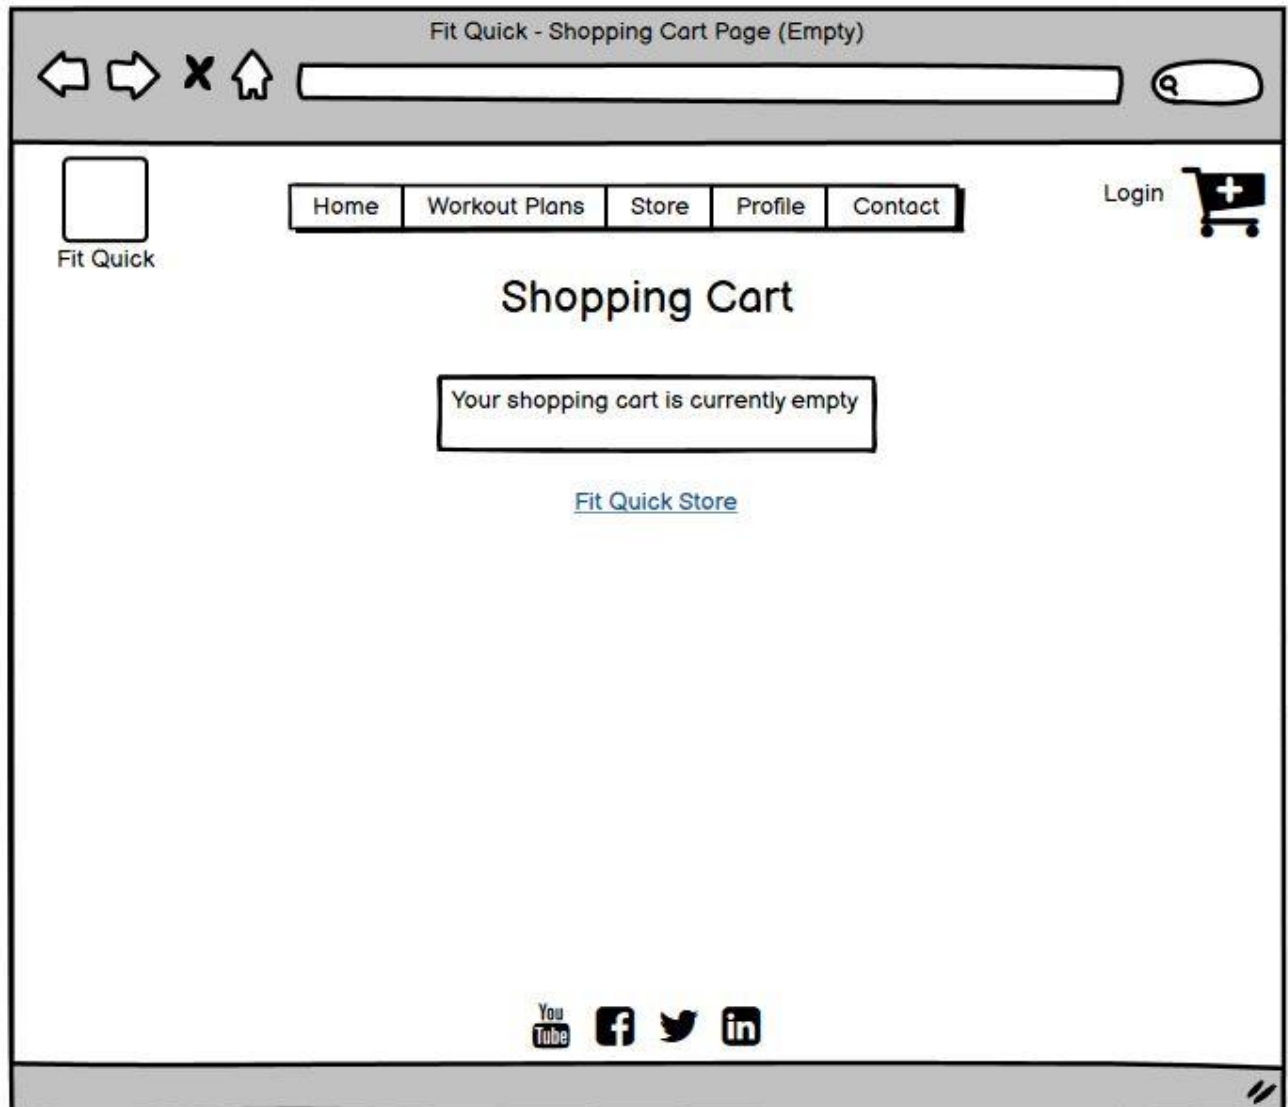 Fit Quick - Shopping Cart Page (Empty)
Home Workout Plans Store Profile Contact
Login
Fit Quick
Shopping Cart
Your shopping cart is currently empty
Fit Quick Store
You
Tube
f
in